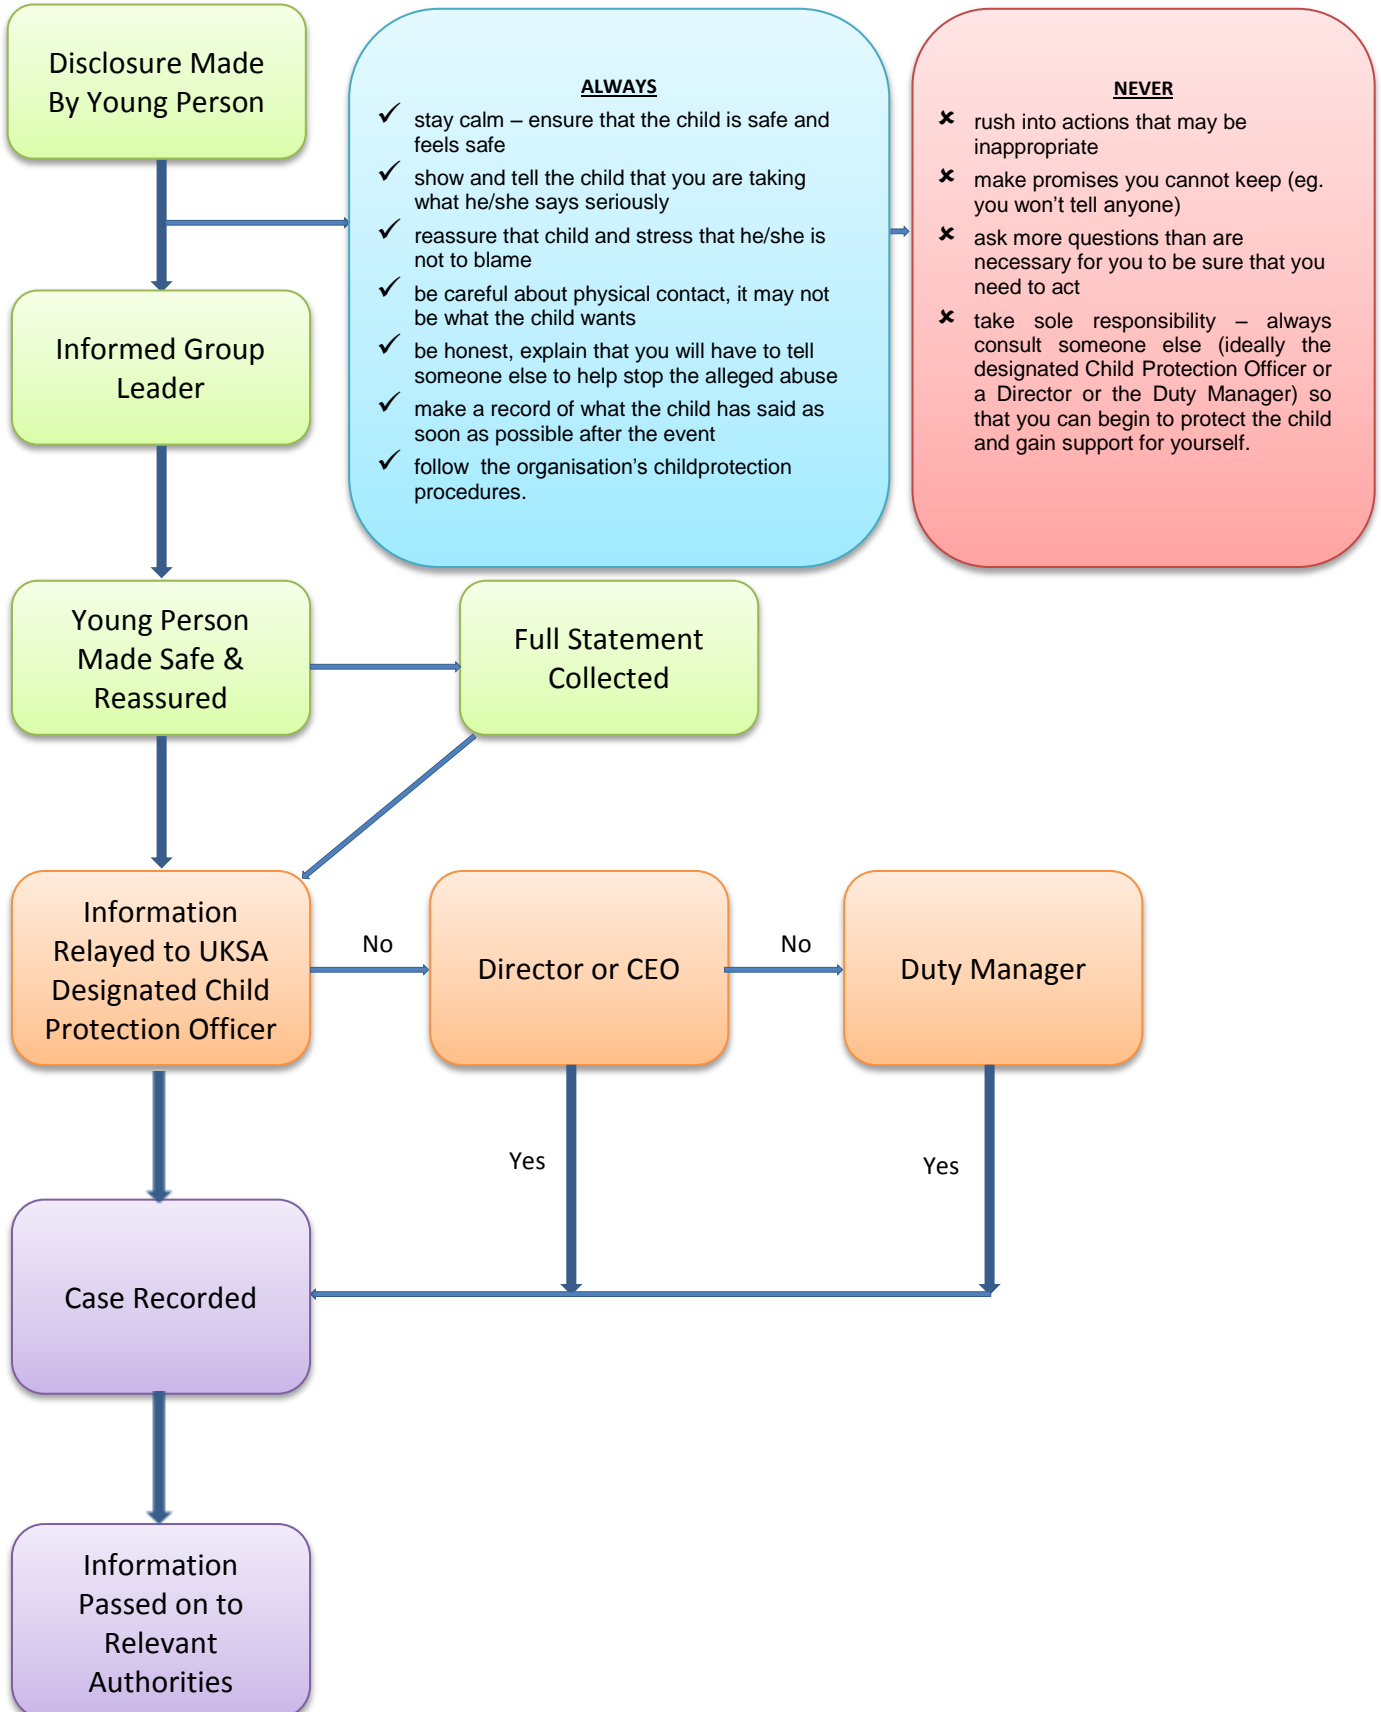 Disclosure Made
By Young Person
ALWAYS
✓ stay calm – ensure that the child is safe and
feels safe
✓ show and tell the child that you are taking
what he/she says seriously
✓ reassure that child and stress that he/she is
not to blame
✓ be careful about physical contact, it may not
be what the child wants
✓ be honest, explain that you will have to tell
someone else to help stop the alleged abuse
✓ make a record of what the child has said as
soon as possible after the event
✓ follow the organisation's childprotection
procedures.
NEVER
✘ rush into actions that may be
inappropriate
✘ make promises you cannot keep (eg.
you won't tell anyone)
✘ ask more questions than are
necessary for you to be sure that you
need to act
✘ take sole responsibility – always
consult someone else (ideally the
designated Child Protection Officer or
a Director or the Duty Manager) so
that you can begin to protect the child
and gain support for yourself.
Informed Group
Leader
Young Person
Made Safe &
Reassured
Full Statement
Collected
Information
Relayed to UKSA
Designated Child
Protection Officer
No
Director or CEO
No
Duty Manager
Yes
Yes
Case Recorded
Information
Passed on to
Relevant
Authorities